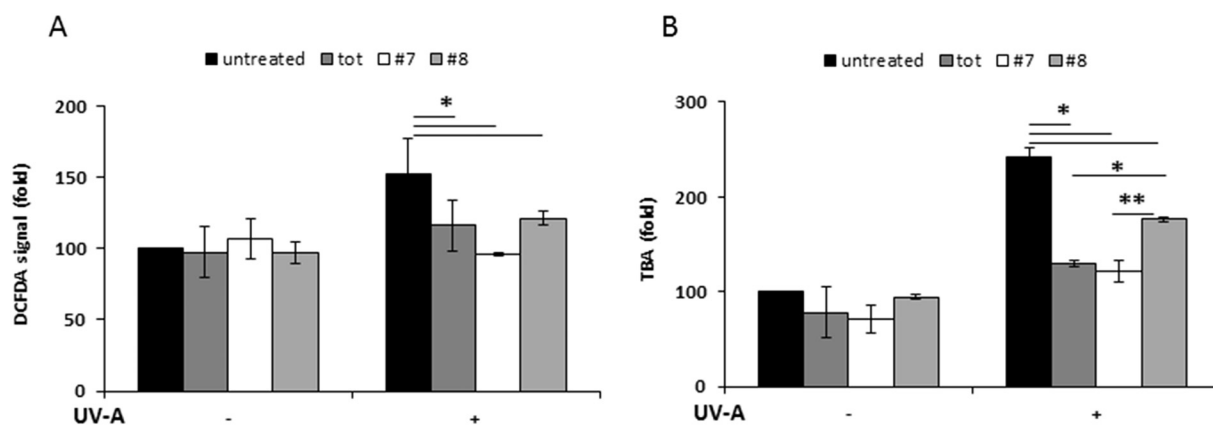 A
untreated tot #7 #8
DCFDA signal (fold)
200
150
100
50
0
*
UV-A - +
B
untreated tot #7 #8
TBA (fold)
300
200
100
0
*
*
**
UV-A - +